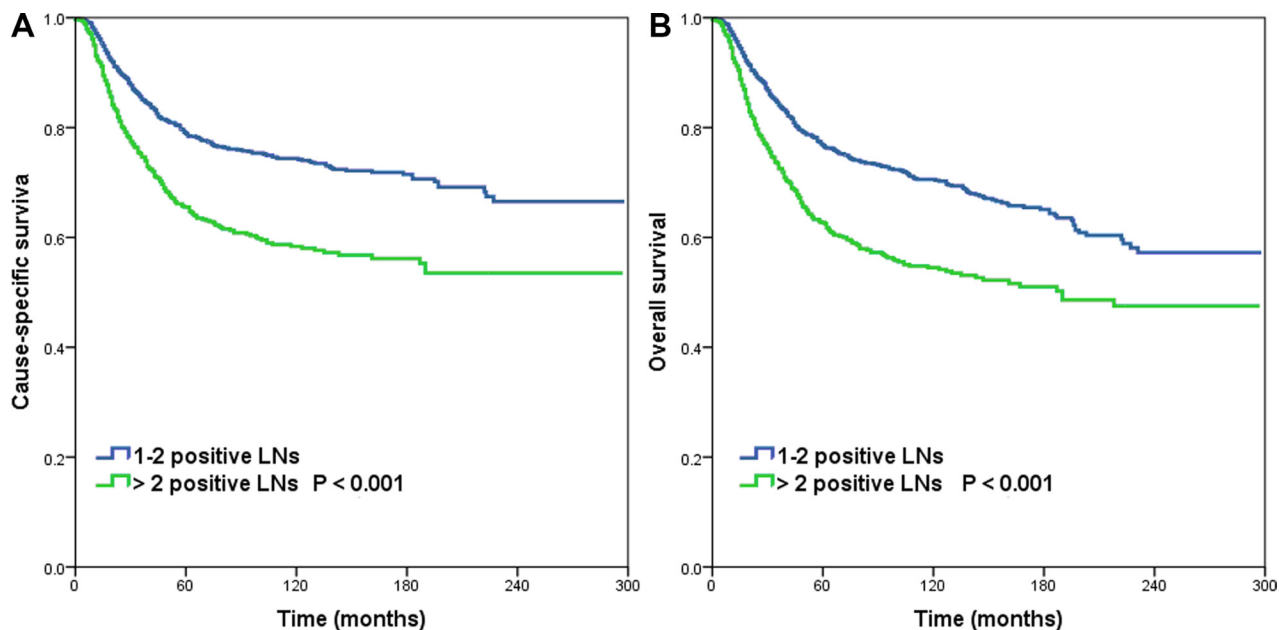 A
Cause-specific surviva
1.0
0.8
0.6
0.4
0.2
0.0
1-2 positive LNs
> 2 positive LNs P < 0.001
0 60 120 180 240 300
Time (months)
B
Overall survival
1.0
0.8
0.6
0.4
0.2
0.0
1-2 positive LNs
> 2 positive LNs P < 0.001
0 60 120 180 240 300
Time (months)